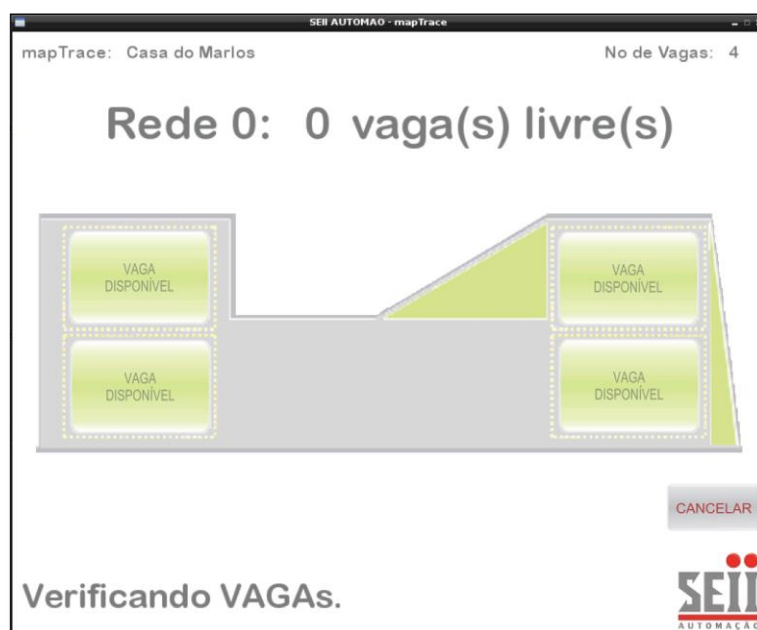 SEII AUTOMAO - mapTrace
mapTrace: Casa do Marlos
No de Vagas: 4
Rede 0: 0 vaga(s) livre(s)
VAGA
DISPONÍVEL
VAGA
DISPONÍVEL
VAGA
DISPONÍVEL
VAGA
DISPONÍVEL
CANCELAR
Verificando VAGAs.
SEII
AUTOMAÇÃO